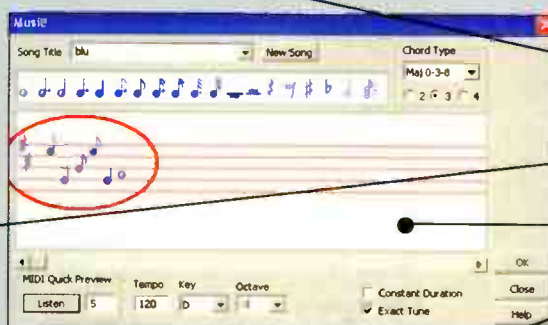 Music
Song Title blu New Song Chord Type
Maj 0-3-8
2 3 4
MIDI Quick Preview Tempo Key Octave
Listen 5 120 D
Constant Duration
Exact Tune
OK
Close
Help